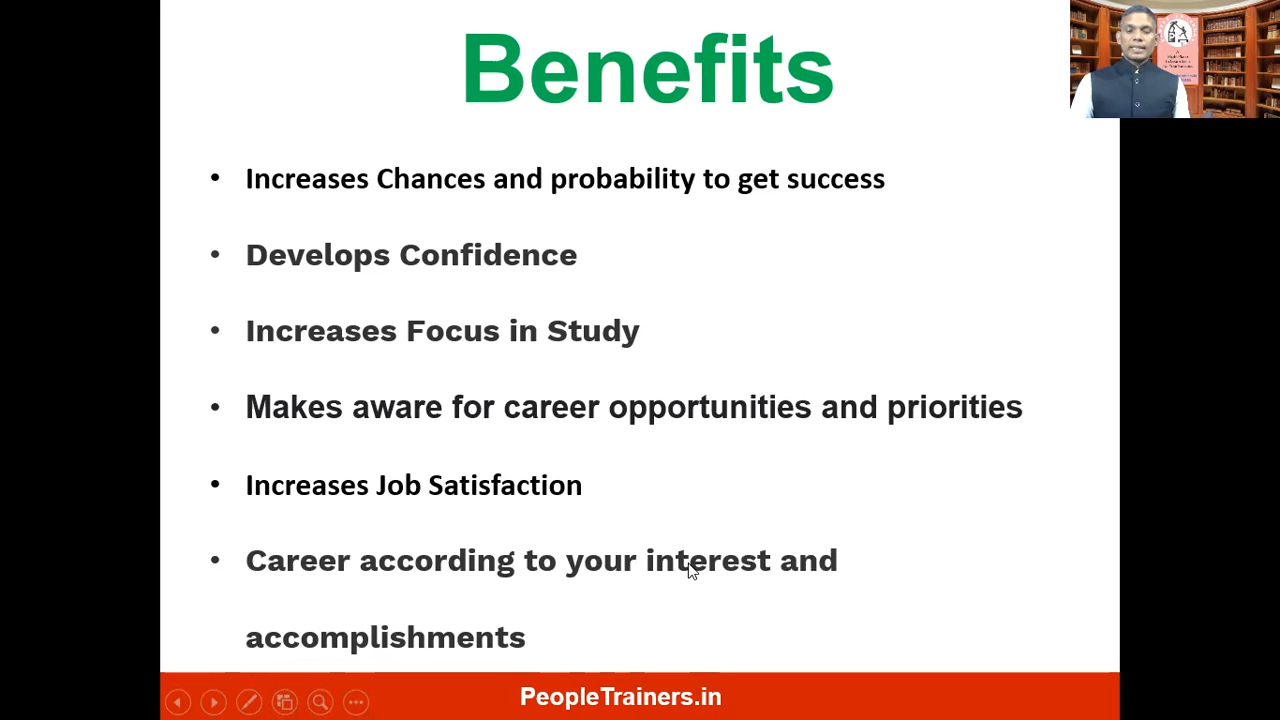 Benefits
• Increases Chances and probability to get success
• Develops Confidence
• Increases Focus in Study
• Makes aware for career opportunities and priorities
• Increases Job Satisfaction
• Career according to your interest and
accomplishments
PeopleTrainers.in